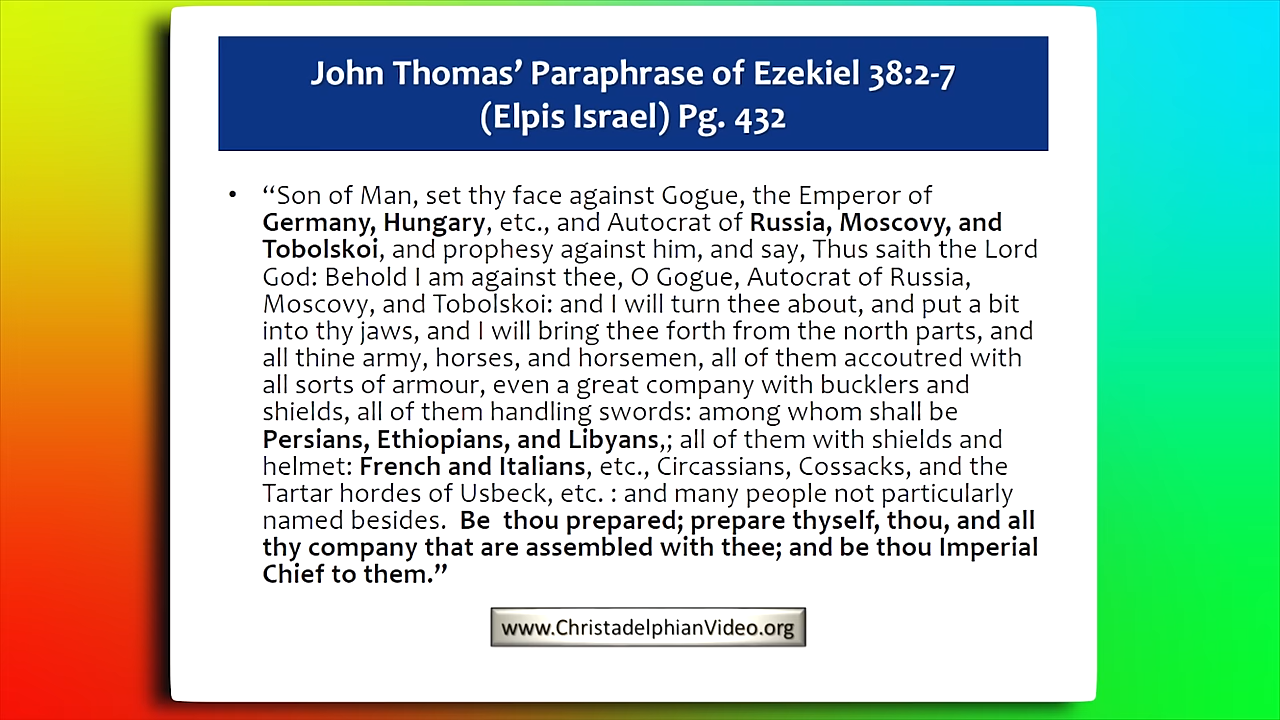 John Thomas’ Paraphrase of Ezekiel 38:2-7
(Elpis Israel) Pg. 432
• “Son of Man, set thy face against Gogue, the Emperor of
Germany, Hungary, etc., and Autocrat of Russia, Moscovy, and
Tobolskoi, and prophesy against him, and say, Thus saith the Lord
God: Behold I am against thee, O Gogue, Autocrat of Russia,
Moscovy, and Tobolskoi: and I will turn thee about, and put a bit
into thy jaws, and I will bring thee forth from the north parts, and
all thine army, horses, and horsemen, all of them accoutred with
all sorts of armour, even a great company with bucklers and
shields, all of them handling swords: among whom shall be
Persians, Ethiopians, and Libyans,; all of them with shields and
helmet: French and Italians, etc., Circassians, Cossacks, and the
Tartar hordes of Usbeck, etc. : and many people not particularly
named besides. Be thou prepared; prepare thyself, thou, and all
thy company that are assembled with thee; and be thou Imperial
Chief to them.”
www.ChristadelphianVideo.org